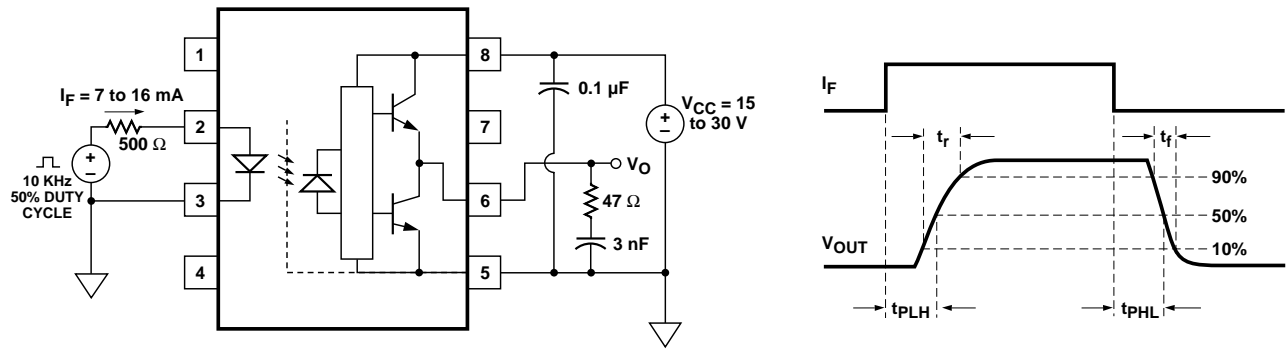 1
8
I_F = 7 to 16 mA
0.1 µF
V_CC = 15
to 30 V
+
–
2
7
500 Ω
+
–
10 KHz
50% DUTY
CYCLE
V_O
3
6
47 Ω
3 nF
4
5
I_F
t_r
t_f
90%
50%
10%
V_OUT
t_PLH
t_PHL